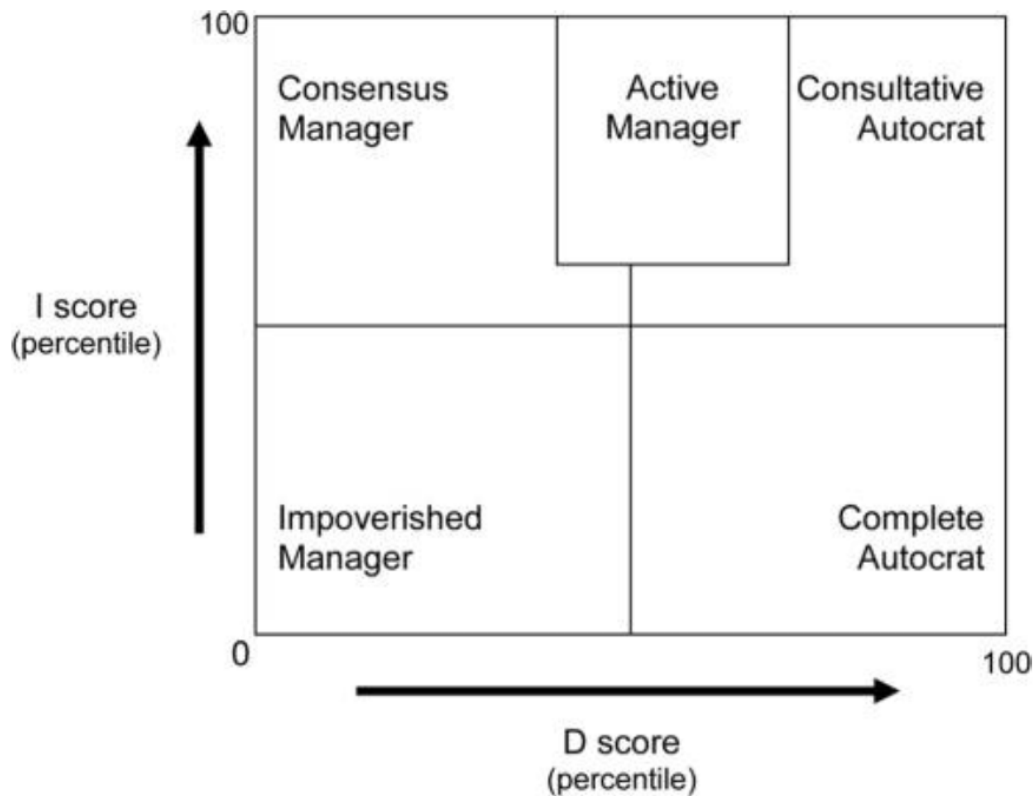 100
Consensus
Manager
Active
Manager
Consultative
Autocrat
I score
(percentile)
Impoverished
Manager
Complete
Autocrat
0
100
D score
(percentile)